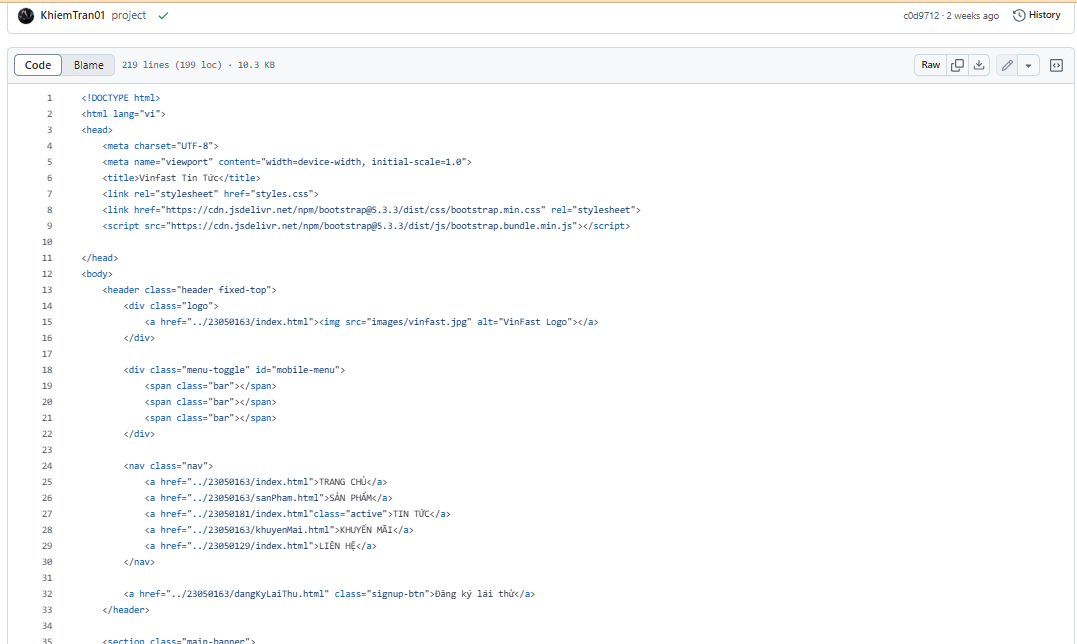 KhiemTran01 project c0d9712 · 2 weeks ago History
Code Blame 219 lines (199 loc) · 10.3 KB Raw
1 <!DOCTYPE html>
2 <html lang="vi">
3 <head>
4 <meta charset="UTF-8">
5 <meta name="viewport" content="width=device-width, initial-scale=1.0">
6 <title>Vinfast Tin Tức</title>
7 <link rel="stylesheet" href="styles.css">
8 <link href="https://cdn.jsdelivr.net/npm/bootstrap@5.3.3/dist/css/bootstrap.min.css" rel="stylesheet">
9 <script src="https://cdn.jsdelivr.net/npm/bootstrap@5.3.3/dist/js/bootstrap.bundle.min.js"></script>
10
11 </head>
12 <body>
13 <header class="header fixed-top">
14 <div class="logo">
15 <a href="../23050163/index.html"><img src="images/vinfast.jpg" alt="VinFast Logo"></a>
16 </div>
17
18 <div class="menu-toggle" id="mobile-menu">
19 <span class="bar"></span>
20 <span class="bar"></span>
21 <span class="bar"></span>
22 </div>
23
24 <nav class="nav">
25 <a href="../23050163/index.html">TRANG CHỦ</a>
26 <a href="../23050163/sanPham.html">SẢN PHẨM</a>
27 <a href="../23050181/index.html"class="active">TIN TỨC</a>
28 <a href="../23050163/khuyenMai.html">KHUYẾN MÃI</a>
29 <a href="../23050129/index.html">LIÊN HỆ</a>
30 </nav>
31
32 <a href="../23050163/dangKyLaiThu.html" class="signup-btn">Đăng ký lái thử</a>
33 </header>
34
35 <section class="main-banner">